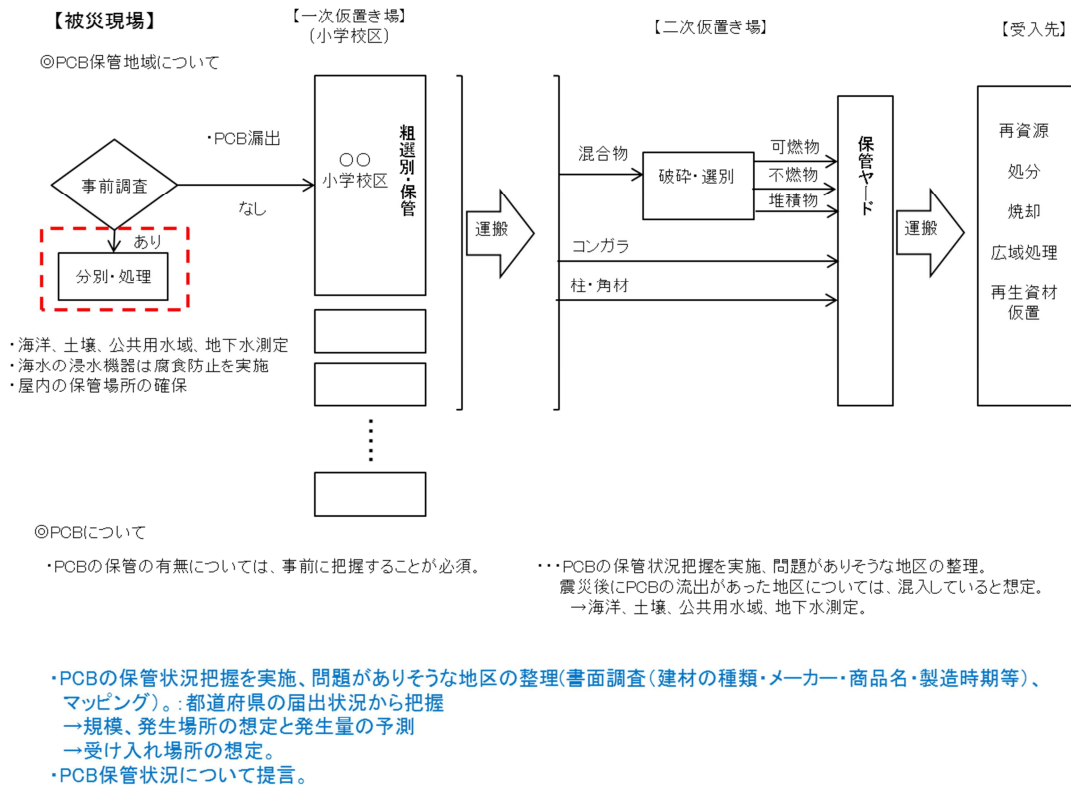 【被災現場】
【一次仮置き場】
(小学校区)
【二次仮置き場】
【受入先】
◎PCB保管地域について
・PCB漏出
事前調査
なし
あり
分別・処理
○○
小学校区
粗選別・保管
運搬
混合物
破砕・選別
可燃物
不燃物
堆積物
コンガラ
柱・角材
保管ヤード
運搬
再資源
処分
焼却
広域処理
再生資材
仮置
・海洋、土壌、公共用水域、地下水測定
・海水の浸水機器は腐食防止を実施
・屋内の保管場所の確保
◎PCBについて
・PCBの保管の有無については、事前に把握することが必須。
・・・PCBの保管状況把握を実施、問題がありそうな地区の整理。
震災後にPCBの流出があった地区については、混入していると想定。
→海洋、土壌、公共用水域、地下水測定。
・PCBの保管状況把握を実施、問題がありそうな地区の整理(書面調査(建材の種類・メーカー・商品名・製造時期等)、
マッピング)。:都道府県の届出状況から把握
→規模、発生場所の想定と発生量の予測
→受け入れ場所の想定。
・PCB保管状況について提言。